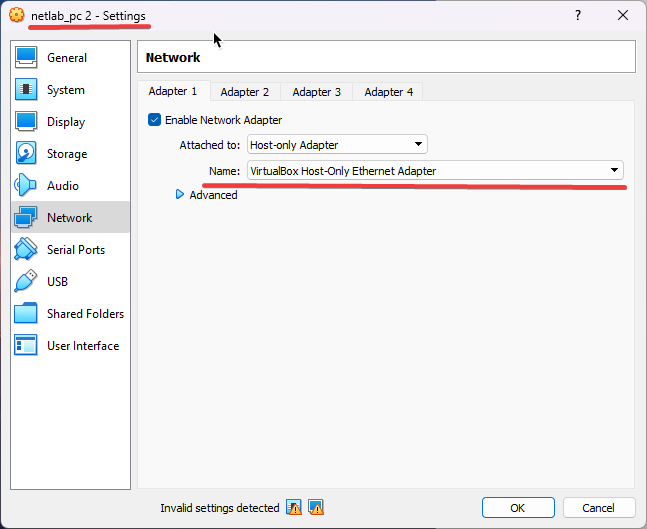 netlab_pc 2 - Settings
?
General
System
Display
Storage
Audio
Network
Serial Ports
USB
Shared Folders
User Interface
Network
Adapter 1 Adapter 2 Adapter 3 Adapter 4
Enable Network Adapter
Attached to: Host-only Adapter
Name: VirtualBox Host-Only Ethernet Adapter
Advanced
Invalid settings detected
OK Cancel